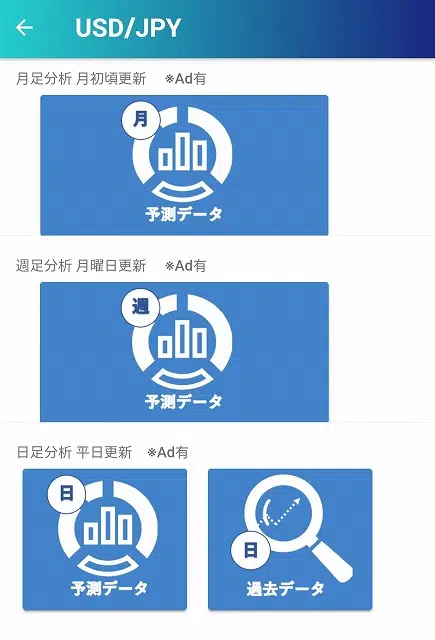 USD/JPY
月足分析 月初頃更新 ※Ad有
月
予測データ
週足分析 月曜日更新 ※Ad有
週
予測データ
日足分析 平日更新 ※Ad有
日
予測データ
日
過去データ